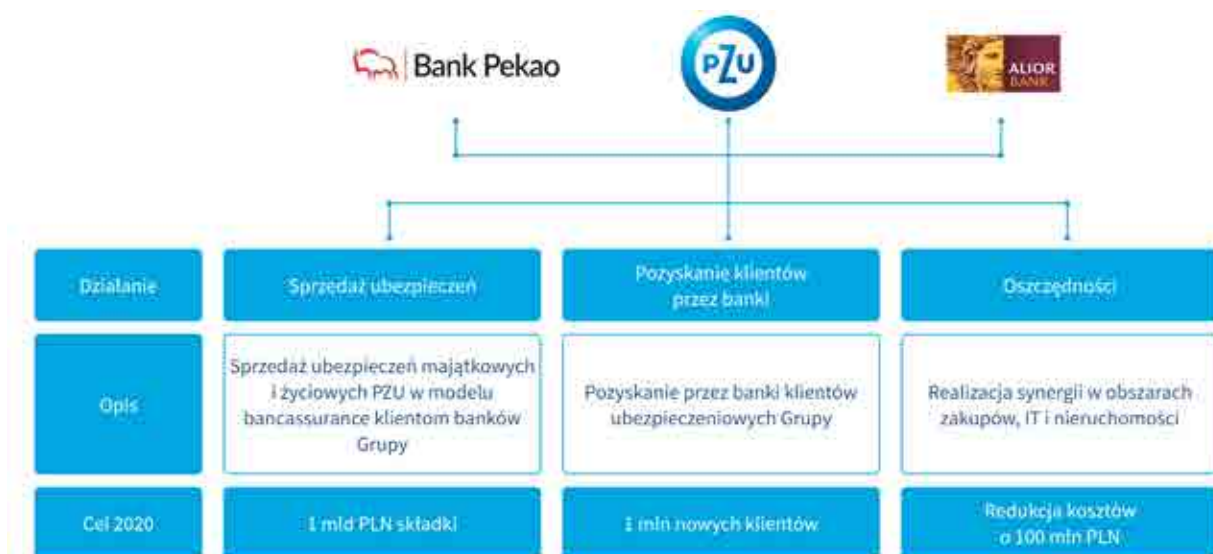 Bank Pekao
PZU
ALIOR
BANK
Działanie
Sprzedaż ubezpieczeń
Pozyskanie klientów
przez banki
Oszczędności
Opis
Sprzedaż ubezpieczeń majątkowych
i życiowych PZU w modelu
bancassurance klientom banków
Grupy
Pozyskanie przez banki klientów
ubezpieczeniowych Grupy
Realizacja synergii w obszarach
zakupów, IT i nieruchomości
Cel 2020
1 mld PLN składki
1 mln nowych klientów
Redukcja kosztów
o 100 mln PLN